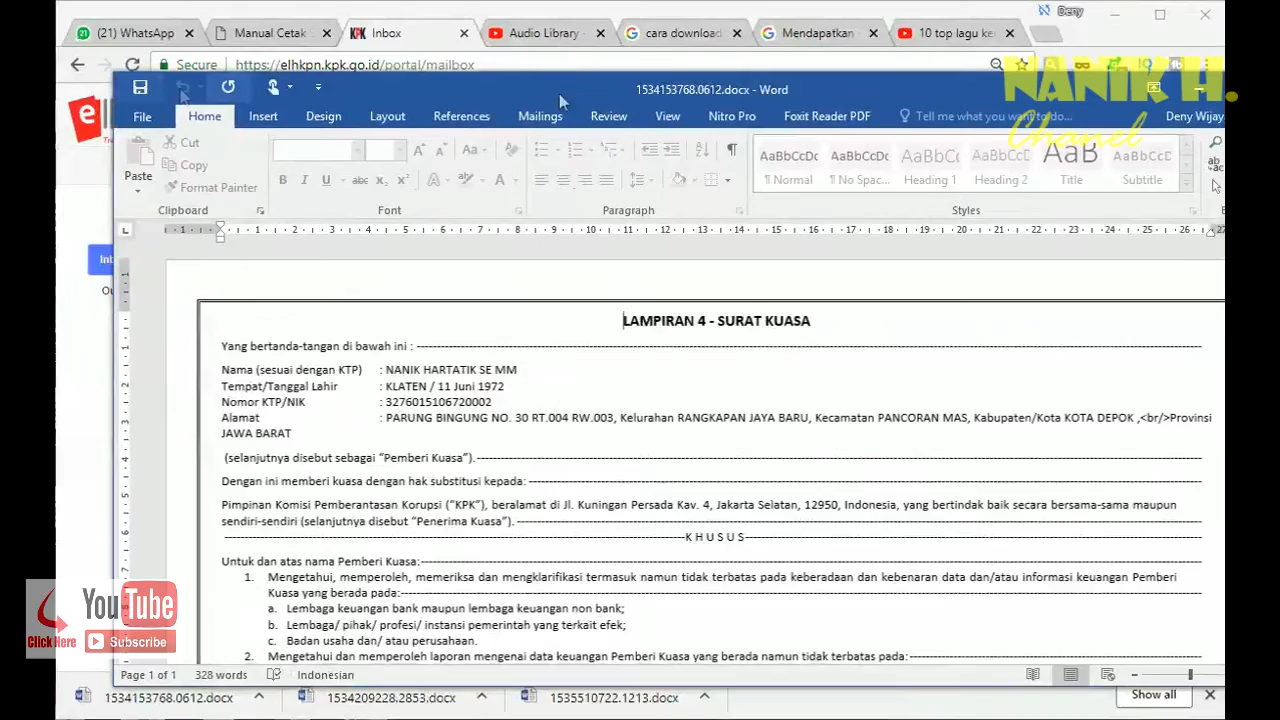 Deny
(21) WhatsApp
Manual Cetak
Inbox
Audio Library
cara download
Mendapatkan
10 top lagu ke
Secure
https://elhkpn.kpk.go.id/portal/mailbox
NANIK H.
Chanel
1534153768.0612.docx - Word
File
Home
Insert
Design
Layout
References
Mailings
Review
View
Nitro Pro
Foxit Reader PDF
Tell me what you want to do...
Deny Wijay
Paste
Cut
Copy
Format Painter
Clipboard
Font
Paragraph
AaBbCcDc
¶ Normal
AaBbCcDc
¶ No Spac...
AaBbCc
Heading 1
AaBbCcD
Heading 2
AaB
Title
AaBbCcD
Subtitle
Styles
LAMPIRAN 4 - SURAT KUASA
Yang bertanda-tangan di bawah ini :
Nama (sesuai dengan KTP) : NANIK HARTATIK SE MM
Tempat/Tanggal Lahir : KLATEN / 11 Juni 1972
Nomor KTP/NIK : 3276015106720002
Alamat : PARUNG BINGUNG NO. 30 RT.004 RW.003, Kelurahan RANGKAPAN JAYA BARU, Kecamatan PANCORAN MAS, Kabupaten/Kota KOTA DEPOK ,<br/>Provinsi
JAWA BARAT
(selanjutnya disebut sebagai “Pemberi Kuasa”).
Dengan ini memberi kuasa dengan hak substitusi kepada:
Pimpinan Komisi Pemberantasan Korupsi (“KPK”), beralamat di Jl. Kuningan Persada Kav. 4, Jakarta Selatan, 12950, Indonesia, yang bertindak baik secara bersama-sama maupun
sendiri-sendiri (selanjutnya disebut “Penerima Kuasa”).
K H U S U S
Untuk dan atas nama Pemberi Kuasa:
1. Mengetahui, memperoleh, memeriksa dan mengklarifikasi termasuk namun tidak terbatas pada keberadaan dan kebenaran data dan/atau informasi keuangan Pemberi
Kuasa yang berada pada:
a. Lembaga keuangan bank maupun lembaga keuangan non bank;
b. Lembaga/ pihak/ profesi/ instansi pemerintah yang terkait efek;
c. Badan usaha dan/ atau perusahaan.
2. Mengetahui dan memperoleh laporan mengenai data keuangan Pemberi Kuasa yang berada namun tidak terbatas pada:
YouTube
Click Here
Subscribe
Page 1 of 1
328 words
Indonesian
1534153768.0612.docx
1534209228.2853.docx
1535510722.1213.docx
Show all